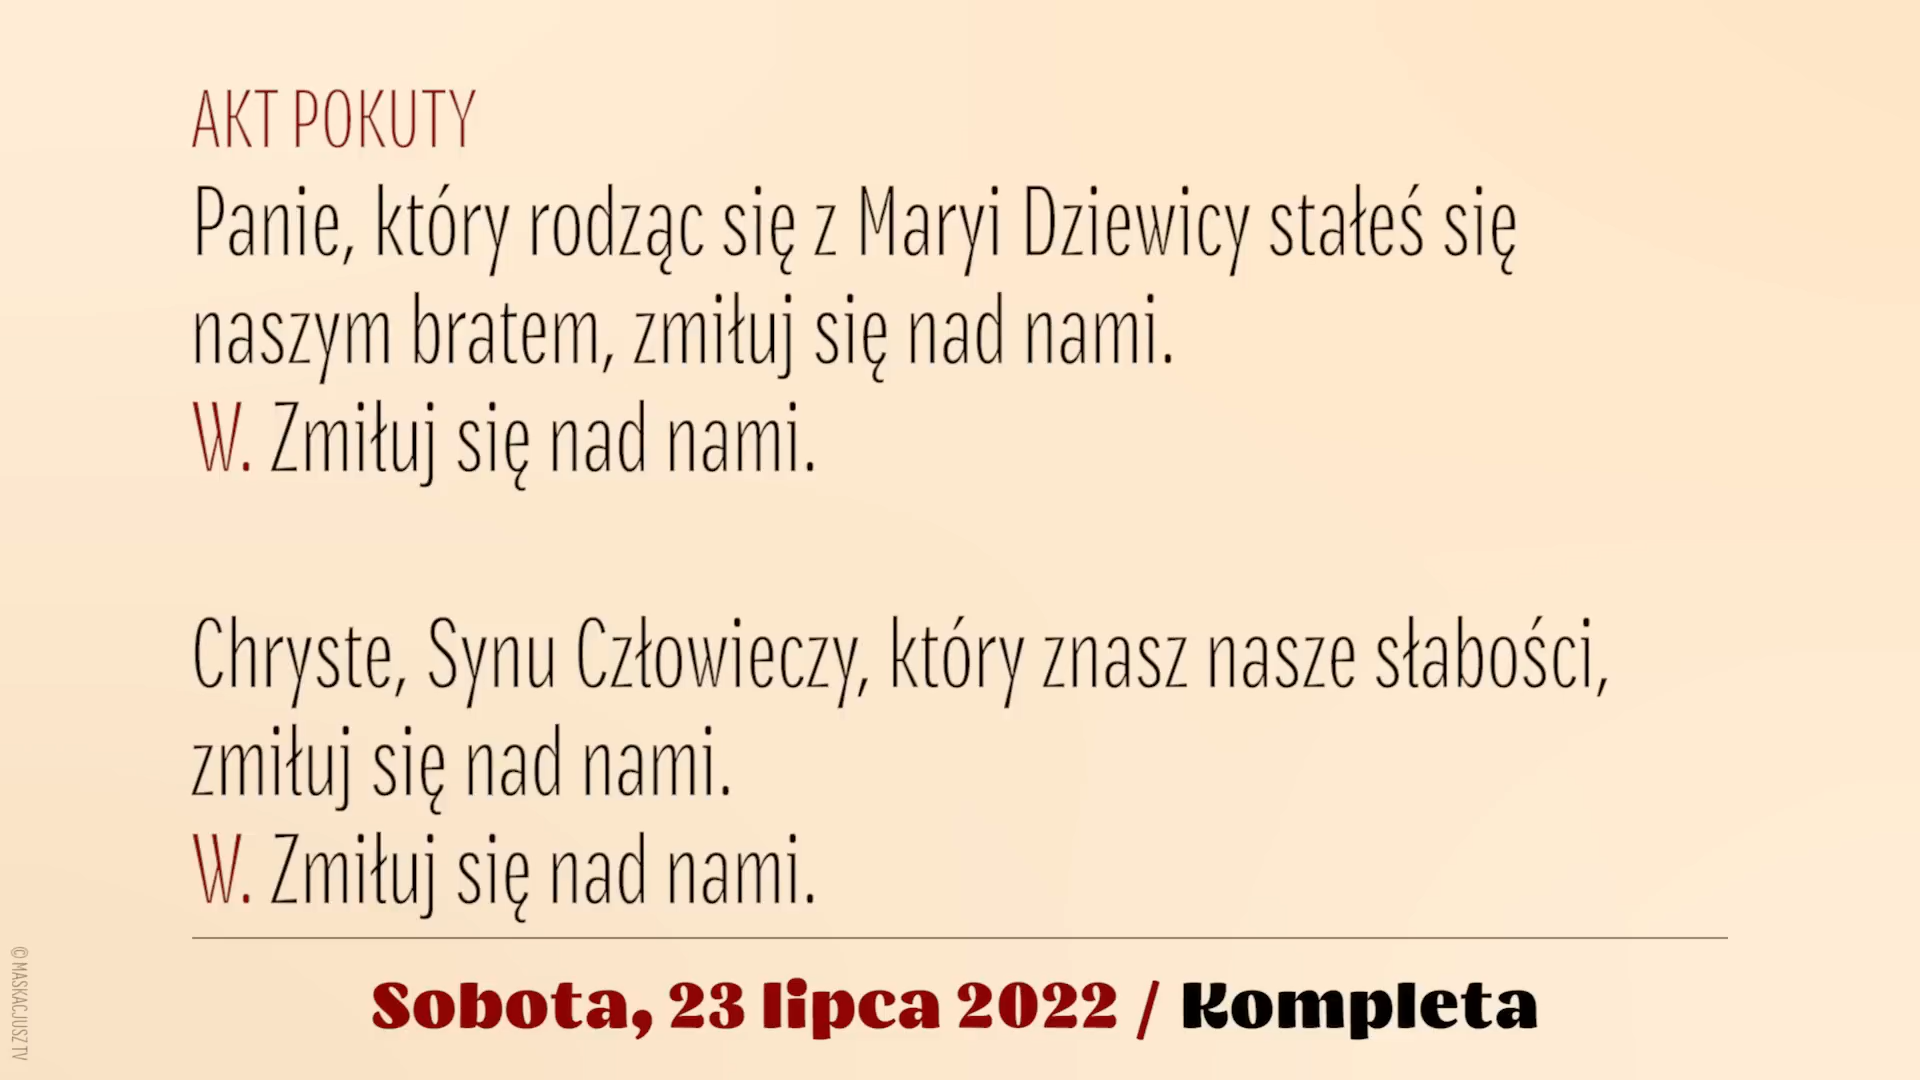 AKT POKUTY
Panie, który rodząc się z Maryi Dziewicy stałeś się
naszym bratem, zmiłuj się nad nami.
W. Zmiłuj się nad nami.
Chryste, Synu Człowieczy, który znasz nasze słabości,
zmiłuj się nad nami.
W. Zmiłuj się nad nami.
Sobota, 23 lipca 2022 / Kompleta
© MASKACJUSZ TV